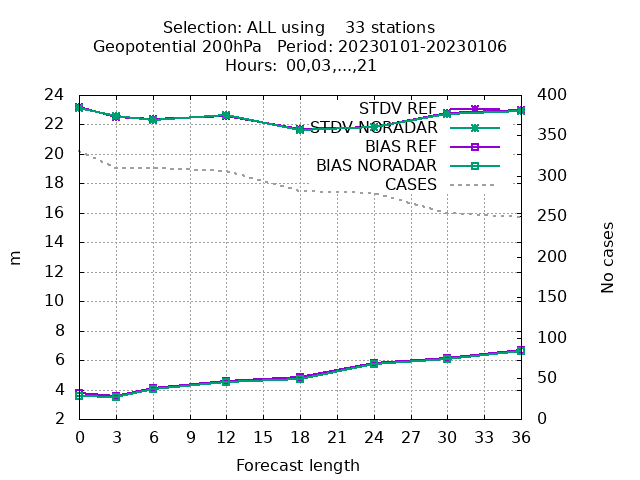 Selection: ALL using    33 stations
Geopotential 200hPa   Period: 20230101-20230106
Hours: 00,03,...,21
STDV REF
STDV NORADAR
BIAS REF
BIAS NORADAR
CASES
24
22
20
18
16
14
12
10
8
6
4
2
m
400
350
300
250
200
150
100
50
0
No cases
0 3 6 9 12 15 18 21 24 27 30 33 36
Forecast length